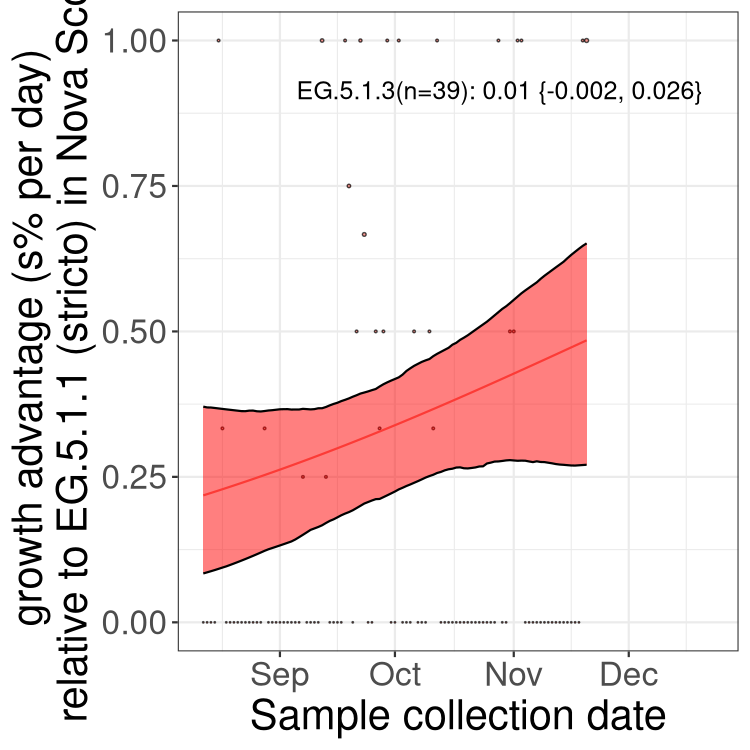 growth advantage (s% per day)
relative to EG.5.1.1 (stricto) in Nova
1.00
0.75
0.50
0.25
0.00
EG.5.1.3(n=39): 0.01 {-0.002, 0.026}
Sep Oct Nov Dec
Sample collection date